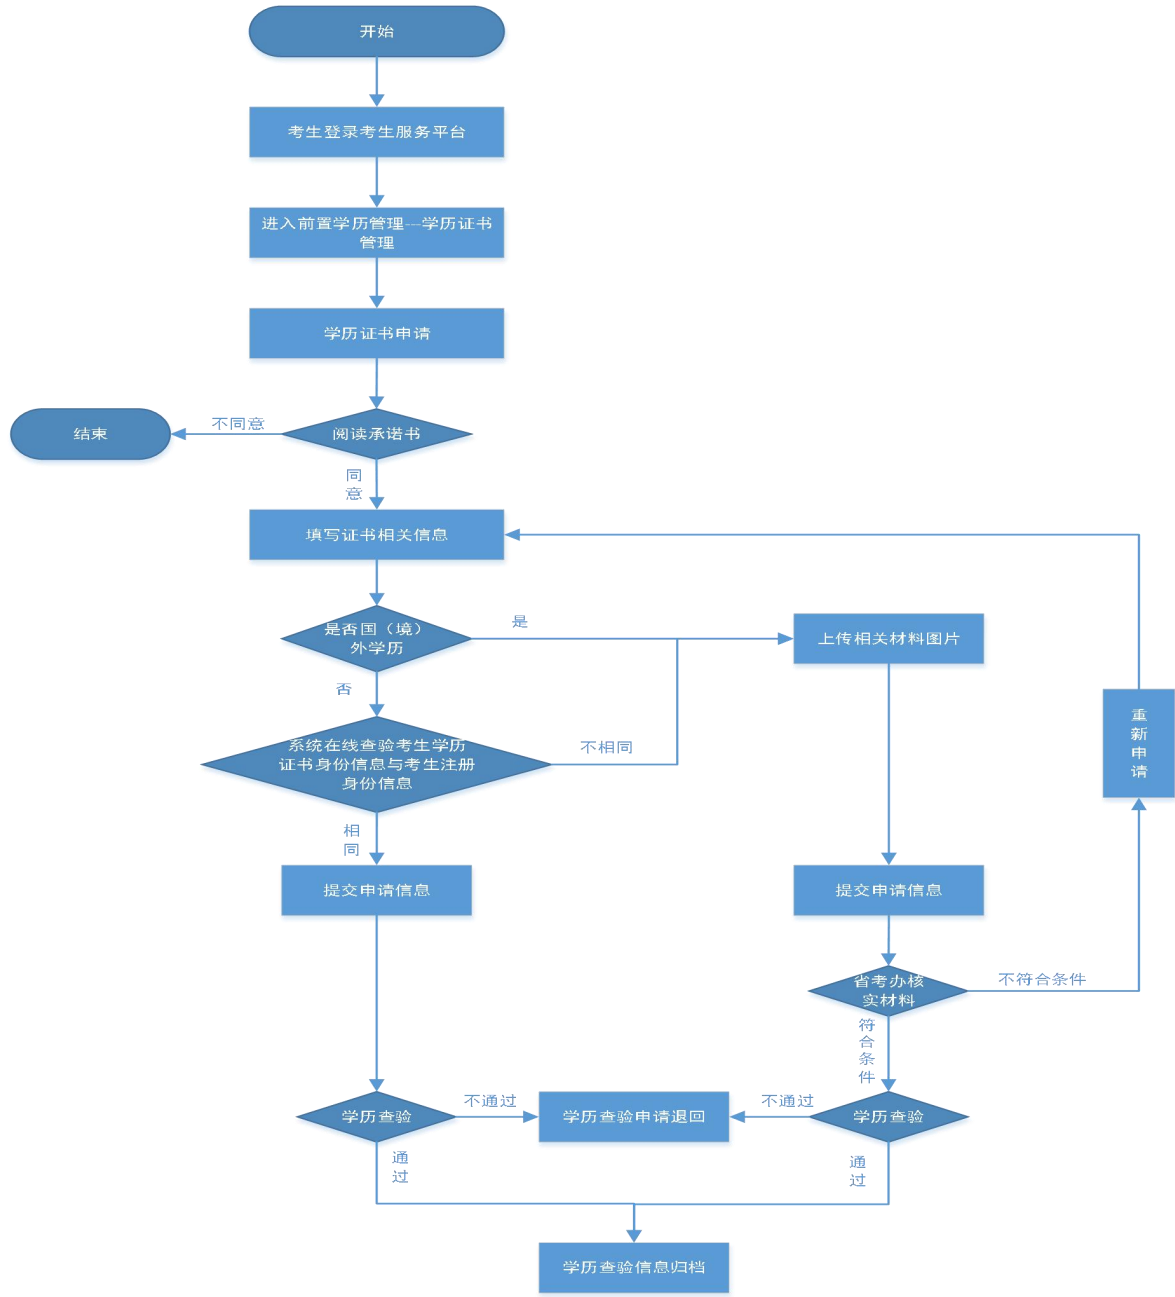 开始
考生登录考生服务平台
进入前置学历管理---学历证书
管理
学历证书申请
阅读承诺书
不同意
结束
同
意
填写证书相关信息
是否国（境）
外学历
是
上传相关材料图片
否
系统在线查验考生学历
证书身份信息与考生注册
身份信息
不相同
重
新
申
请
相
同
提交申请信息
提交申请信息
省考办核
实材料
不符合条件
符
合
条
件
学历查验
不通过
学历查验申请退回
不通过
学历查验
通
过
通
过
学历查验信息归档